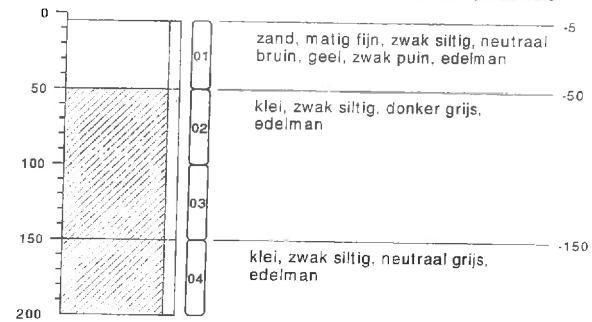 0
-5
01
zand, matig fijn, zwak siltig, neutraal
bruin, geel, zwak puin, edelman
50
-50
02
klei, zwak siltig, donker grijs,
edelman
100
03
150
-150
04
klei, zwak siltig, neutraal grijs,
edelman
200